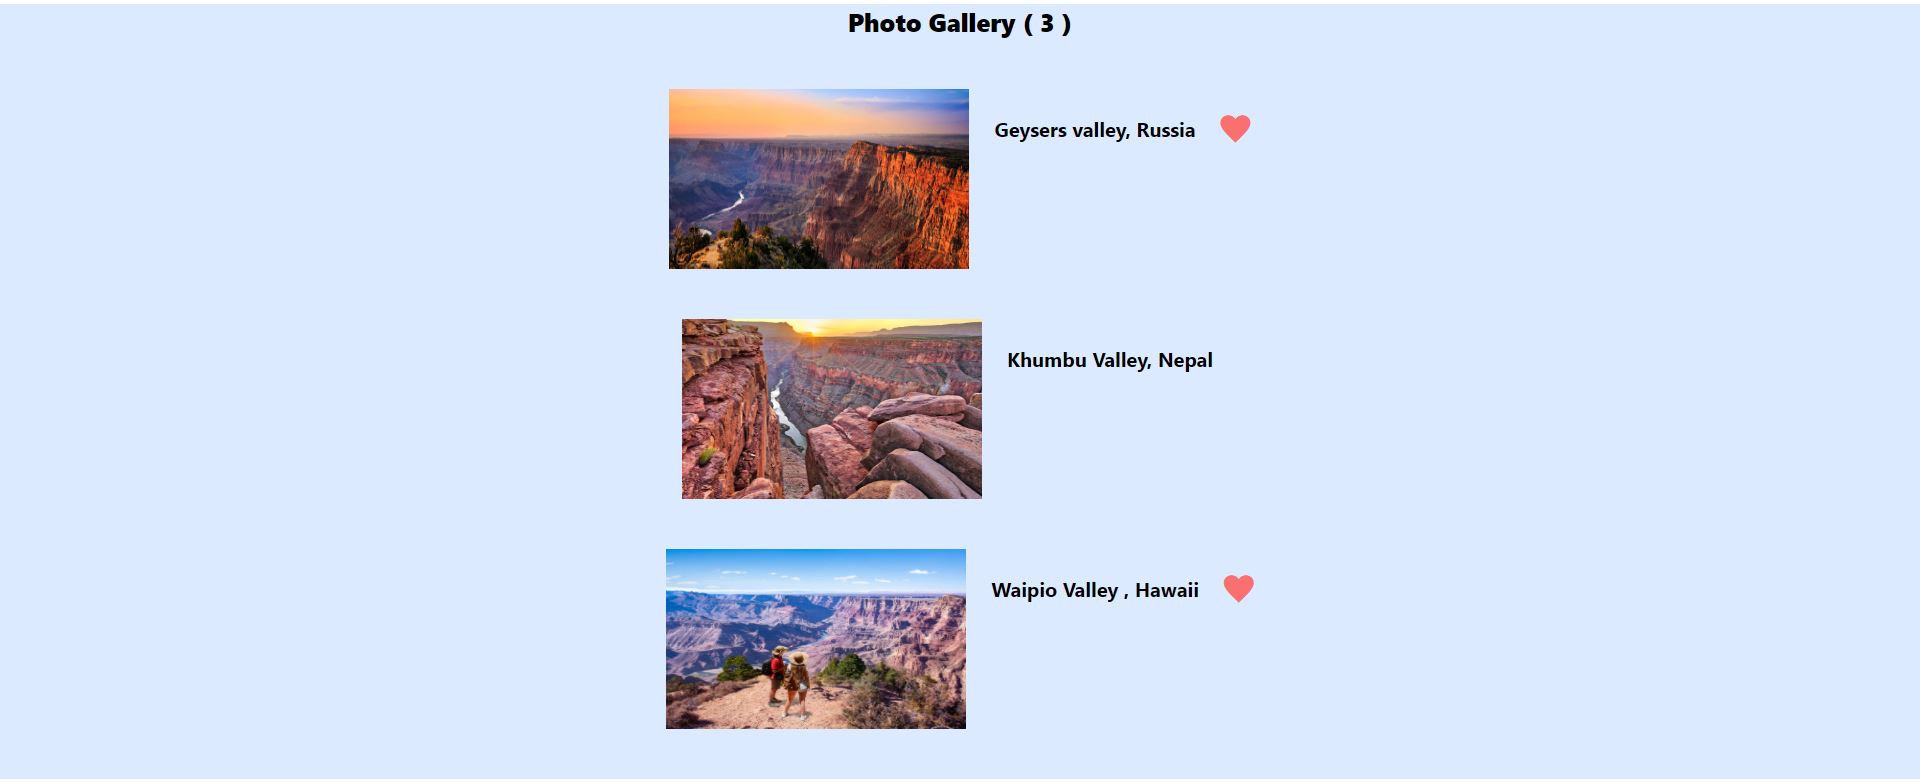 Photo Gallery ( 3 )
Geysers valley, Russia
Khumbu Valley, Nepal
Waipio Valley , Hawaii